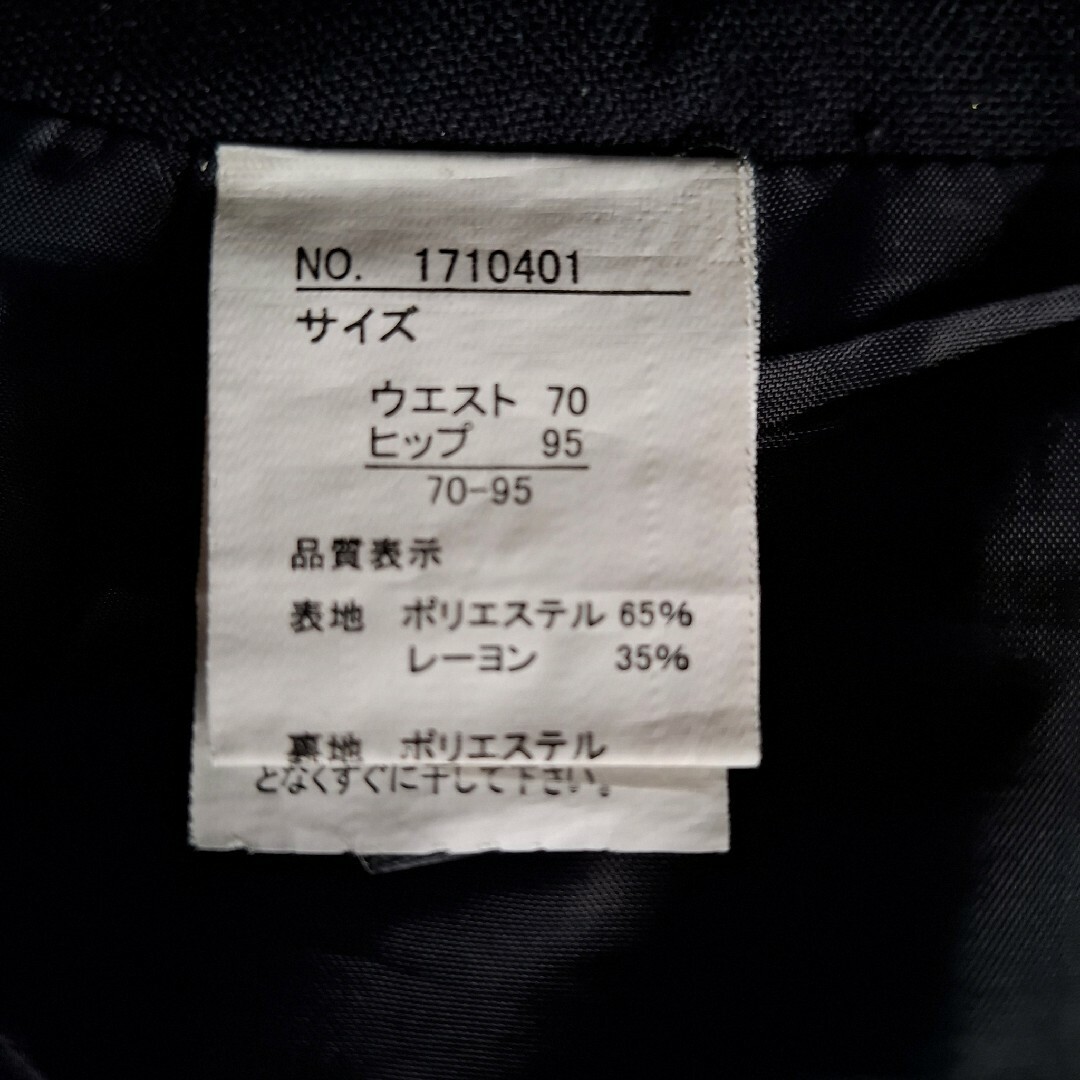 NO. 1710401
サイズ
ウエスト 70
ヒップ 95
70-95
品質表示
表地 ポリエステル 65%
レーヨン 35%
裏地 ポリエステル
となくすぐに干して下さい。